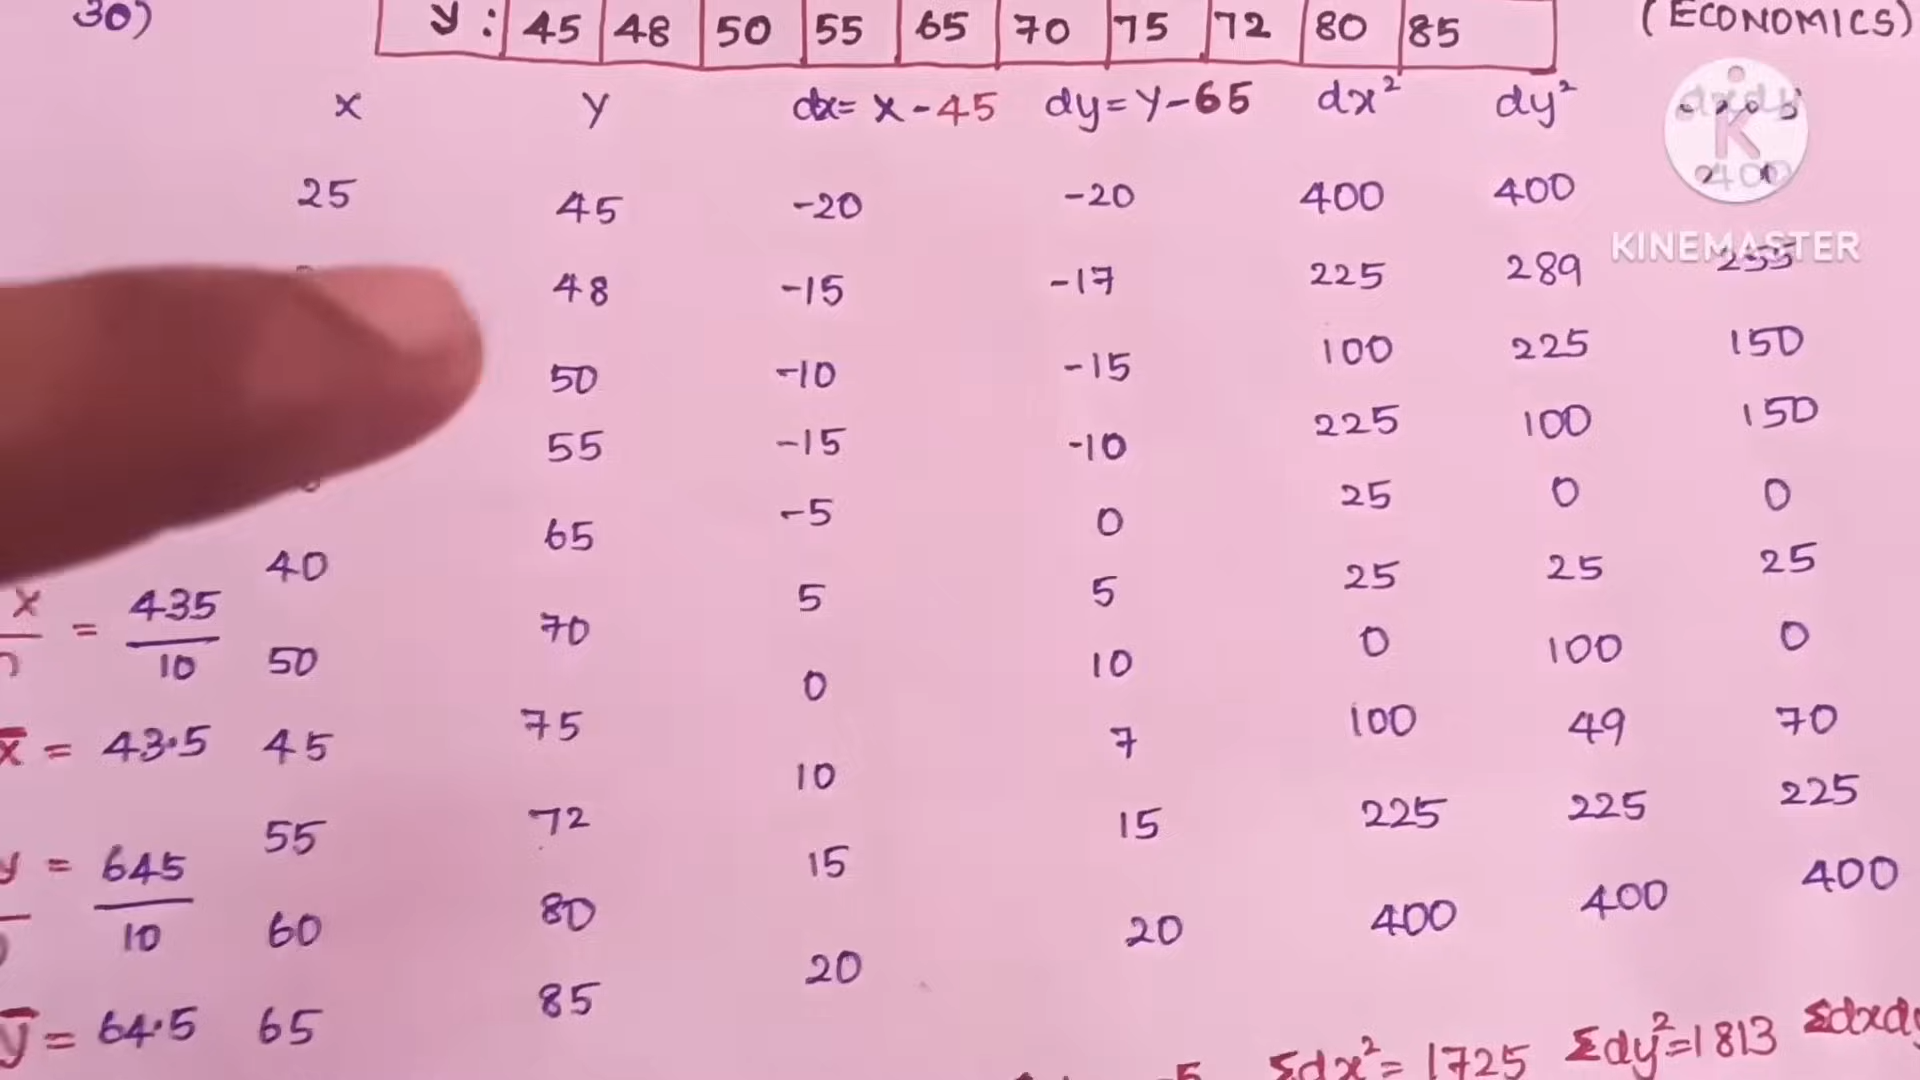 30) y: 45 48 50 55 65 70 75 72 80 85 (ECONOMICS)
x y dx= x-45 dy=y-65 dx² dy² dxdy
25 45 -20 -20 400 400 400
KINEMASTER
48 -15 -17 225 289 255
50 -10 -15 100 225 150
55 -15 -10 225 100 150
40 65 -5 0 25 0 0
x = 435/10
50 70 5 5 25 25 25
x̄ = 43.5 45 75 0 10 0 100 0
55 72 10 7 100 49 70
y = 645/10
60 80 15 15 225 225 225
ȳ = 64.5 65 85 20 20 400 400 400
-5 Σdx²= 1725 Σdy²=1813 Σdxdy